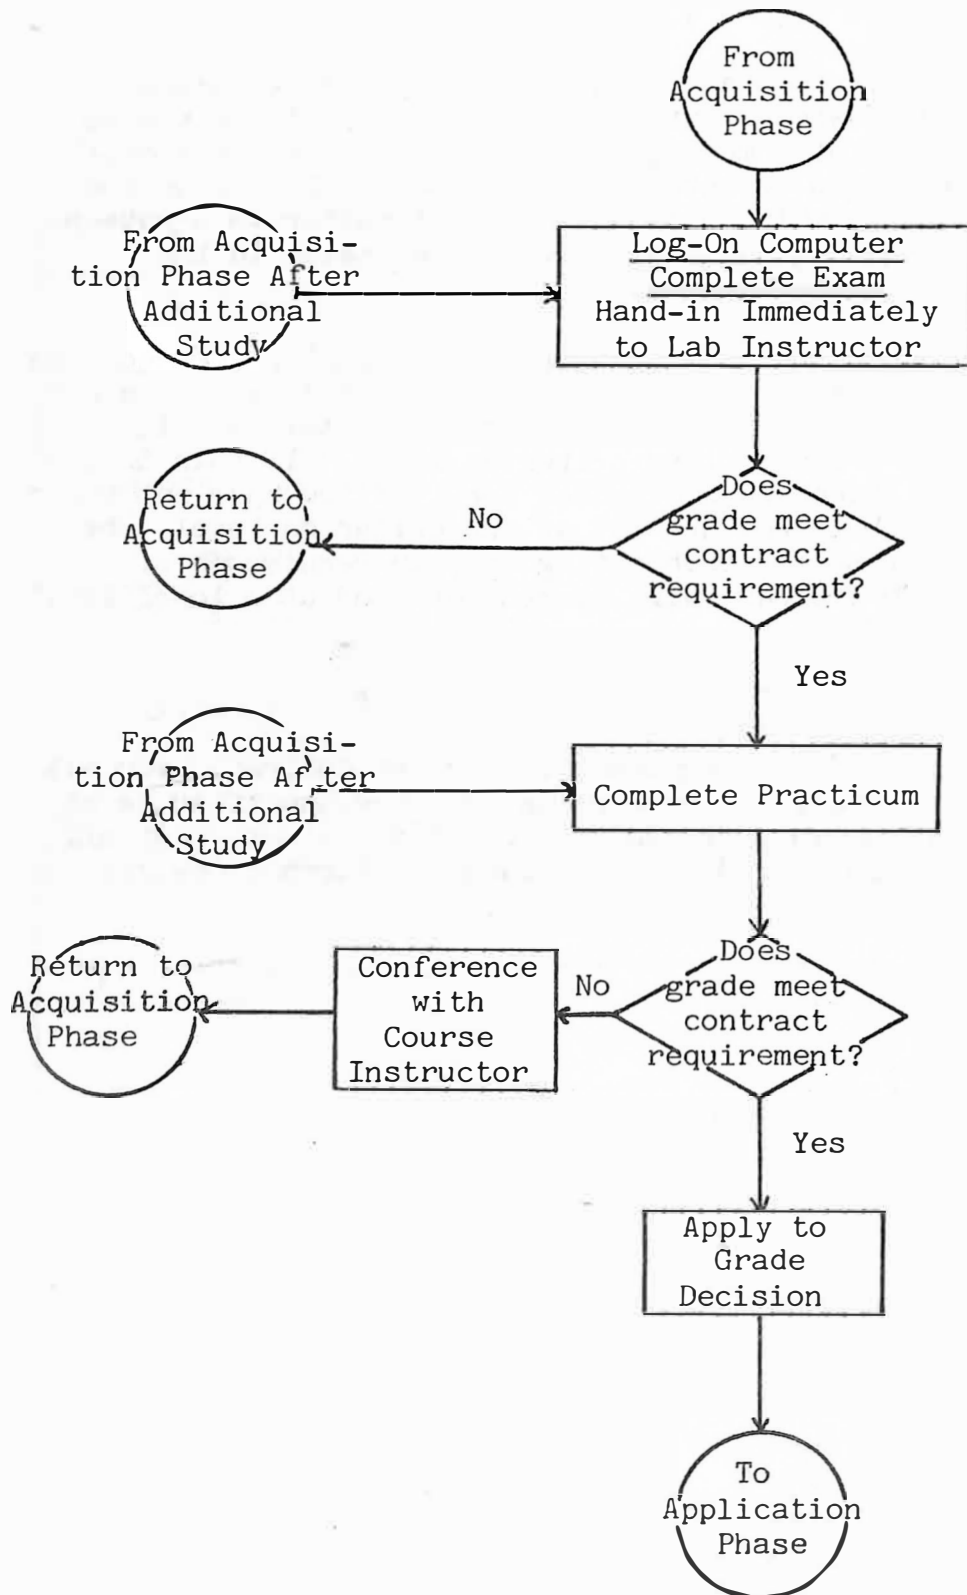 From
Acquisition
Phase
From Acquisi-
tion Phase After
Additional
Study
Log-On Computer
Complete Exam
Hand-in Immediately
to Lab Instructor
Return to
Acquisition
Phase
No
Does
grade meet
contract
requirement?
Yes
From Acquisi-
tion Phase After
Additional
Study
Complete Practicum
Return to
Acquisition
Phase
Conference
with
Course
Instructor
No
Does
grade meet
contract
requirement?
Yes
Apply to
Grade
Decision
To
Application
Phase